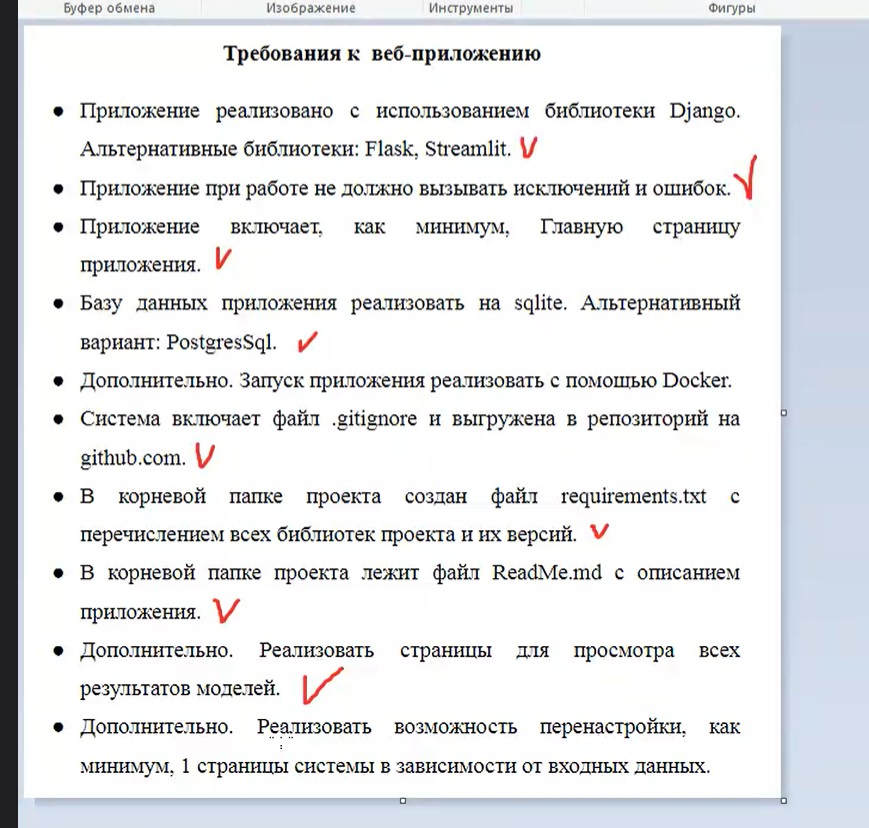 Буфер обмена Изображение Инструменты Фигуры
Требования к веб-приложению
● Приложение реализовано с использованием библиотеки Django.
Альтернативные библиотеки: Flask, Streamlit.
● Приложение при работе не должно вызывать исключений и ошибок.
● Приложение включает, как минимум, Главную страницу
приложения.
● Базу данных приложения реализовать на sqlite. Альтернативный
вариант: PostgresSql.
● Дополнительно. Запуск приложения реализовать с помощью Docker.
● Система включает файл .gitignore и выгружена в репозиторий на
github.com.
● В корневой папке проекта создан файл requirements.txt с
перечислением всех библиотек проекта и их версий.
● В корневой папке проекта лежит файл ReadMe.md с описанием
приложения.
● Дополнительно. Реализовать страницы для просмотра всех
результатов моделей.
● Дополнительно. Реализовать возможность перенастройки, как
минимум, 1 страницы системы в зависимости от входных данных.